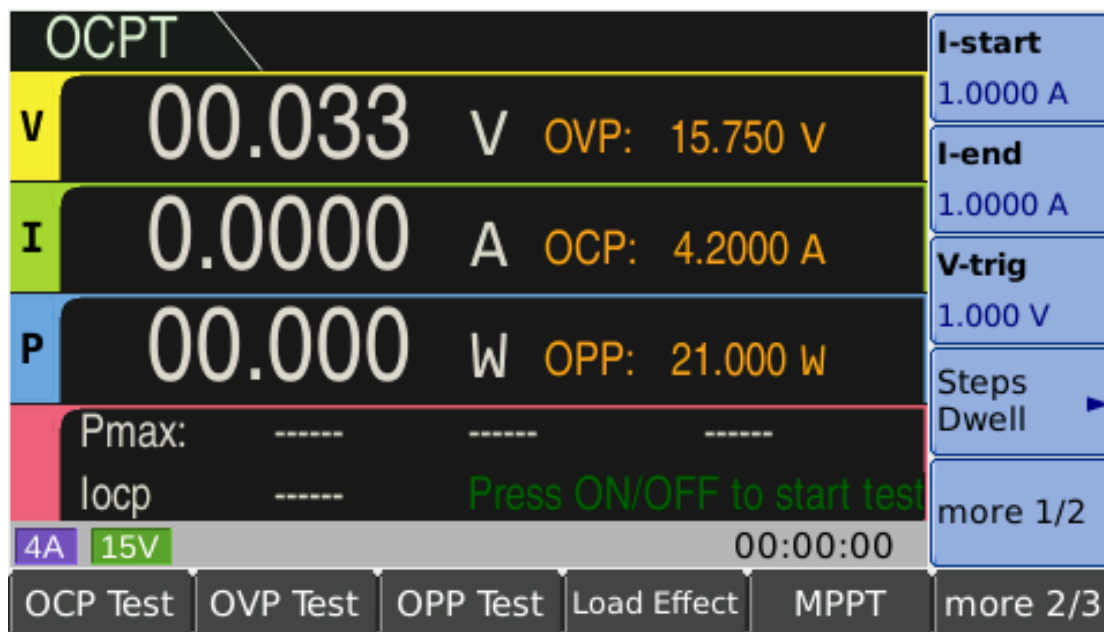 OCPT
V 00.033 V OVP: 15.750 V
I 0.0000 A OCP: 4.2000 A
P 00.000 W OPP: 21.000 W
Pmax: ------ ------ ------
Iocp ------ Press ON/OFF to start test
4A 15V 00:00:00
I-start
1.0000 A
I-end
1.0000 A
V-trig
1.000 V
Steps
Dwell
more 1/2
OCP Test OVP Test OPP Test Load Effect MPPT more 2/3